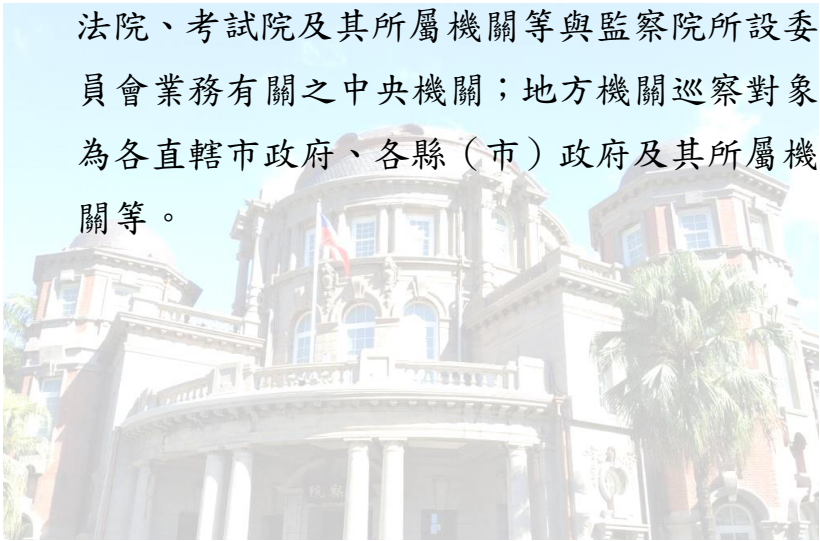 法院、考試院及其所屬機關等與監察院所設委
員會業務有關之中央機關；地方機關巡察對象
為各直轄市政府、各縣（市）政府及其所屬機
關等。